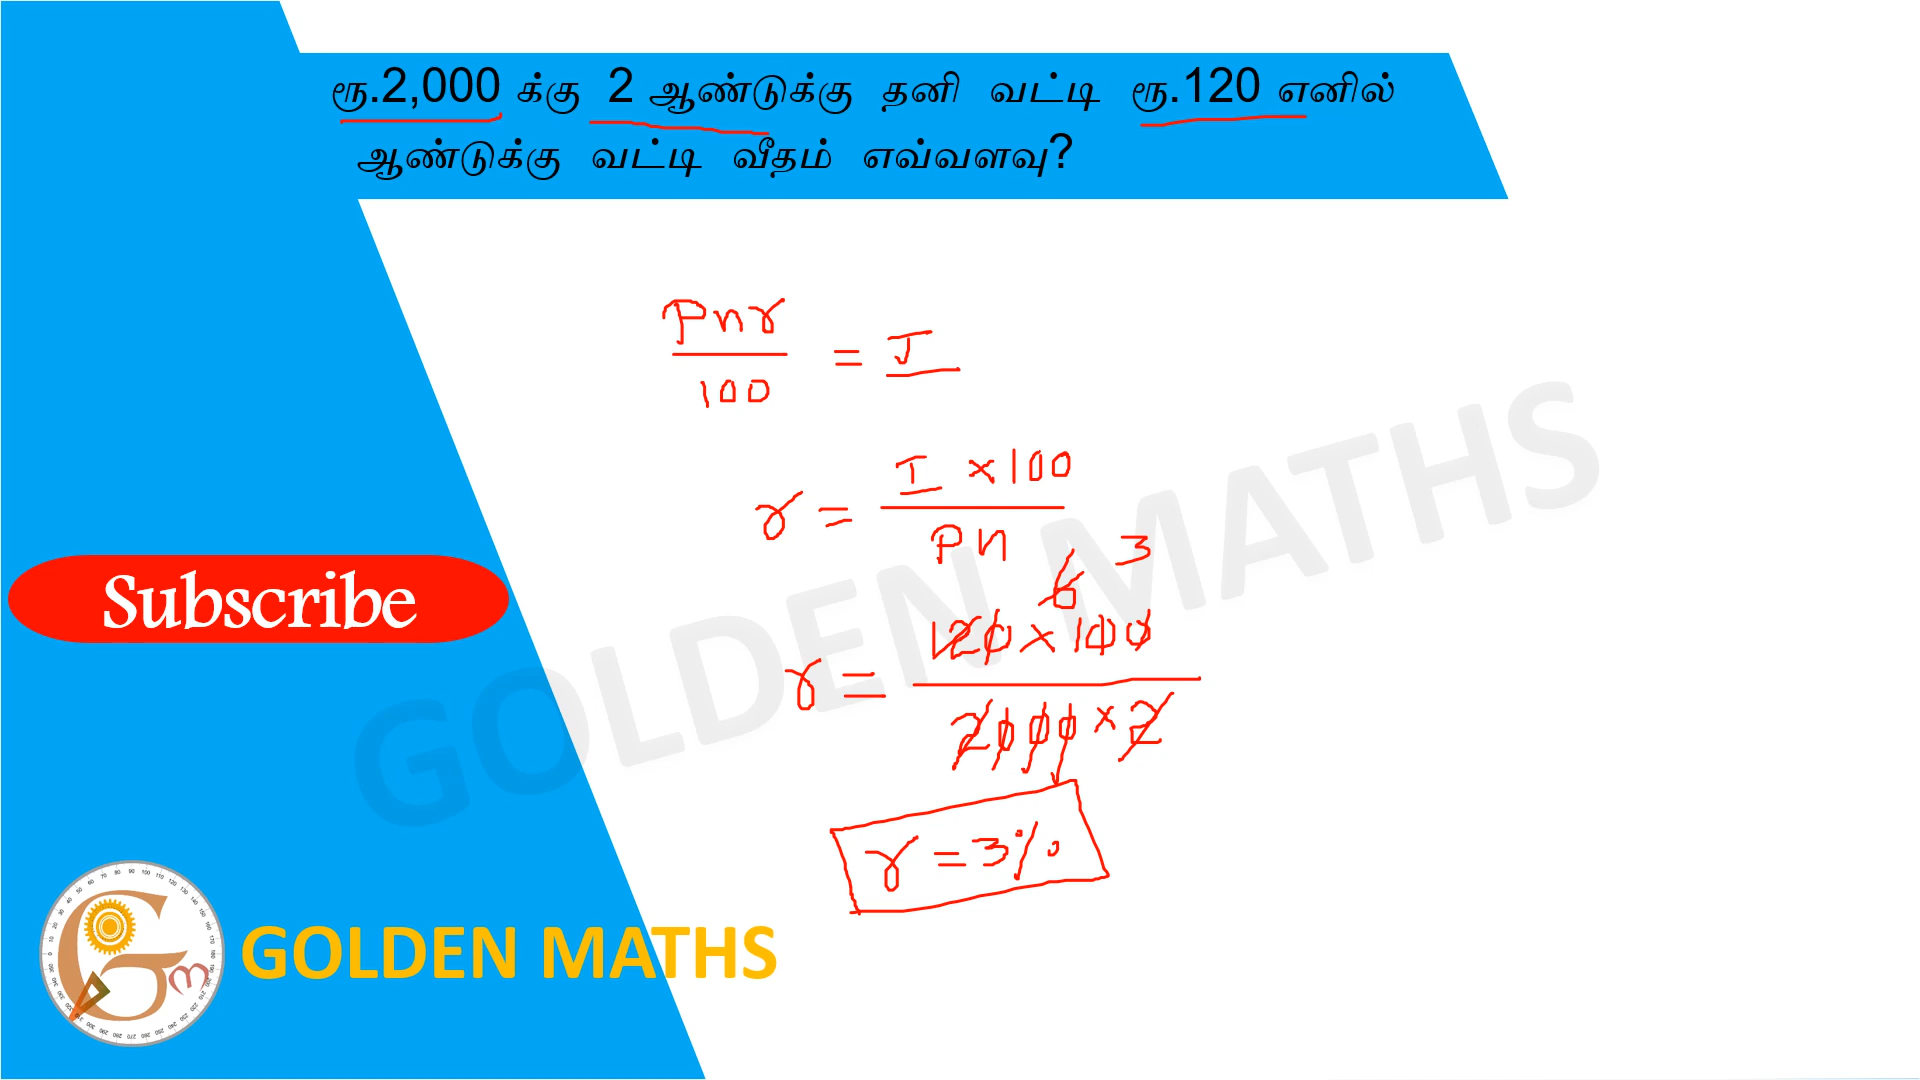 ரூ.2,000 க்கு 2 ஆண்டுக்கு தனி வட்டி ரூ.120 எனில்
ஆண்டுக்கு வட்டி வீதம் எவ்வளவு?
Pnr
100
= I
r = I × 100
Pn
6 3
r = 120 × 100
2000 × 2
r = 3%
Subscribe
GOLDEN MATHS
GOLDEN MATHS